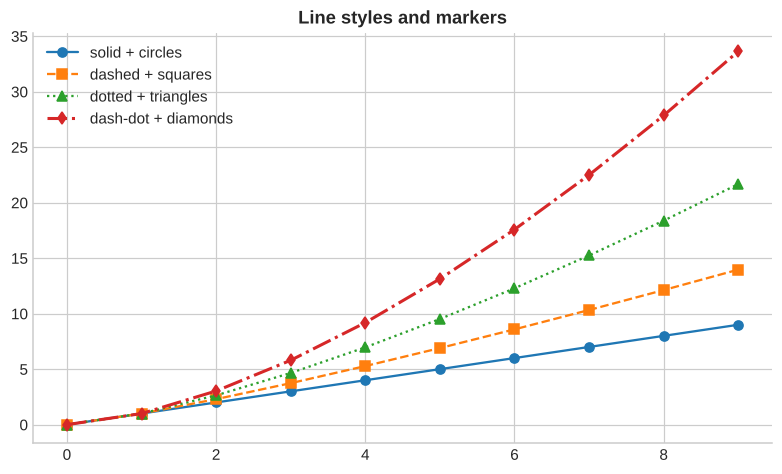 Line styles and markers
35
30
25
20
15
10
5
0
solid + circles
dashed + squares
dotted + triangles
dash-dot + diamonds
0 2 4 6 8